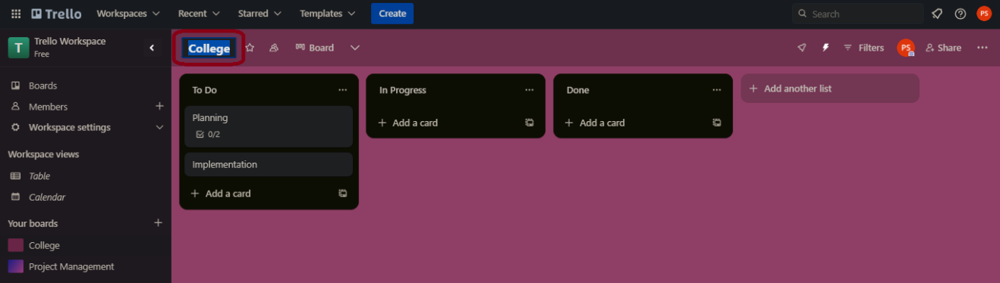 Trello Workspaces Recent Starred Templates Create Search PS
T Trello Workspace
Free
College Board Filters PS Share
Boards
Members
Workspace settings
Workspace views
Table
Calendar
Your boards
College
Project Management
To Do
Planning
0/2
Implementation
Add a card
In Progress
Add a card
Done
Add a card
Add another list